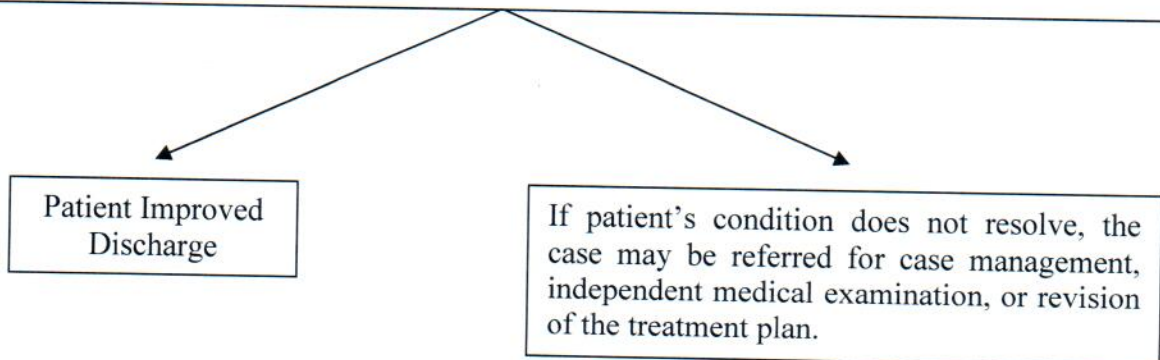 Patient Improved
Discharge
If patient's condition does not resolve, the
case may be referred for case management,
independent medical examination, or revision
of the treatment plan.